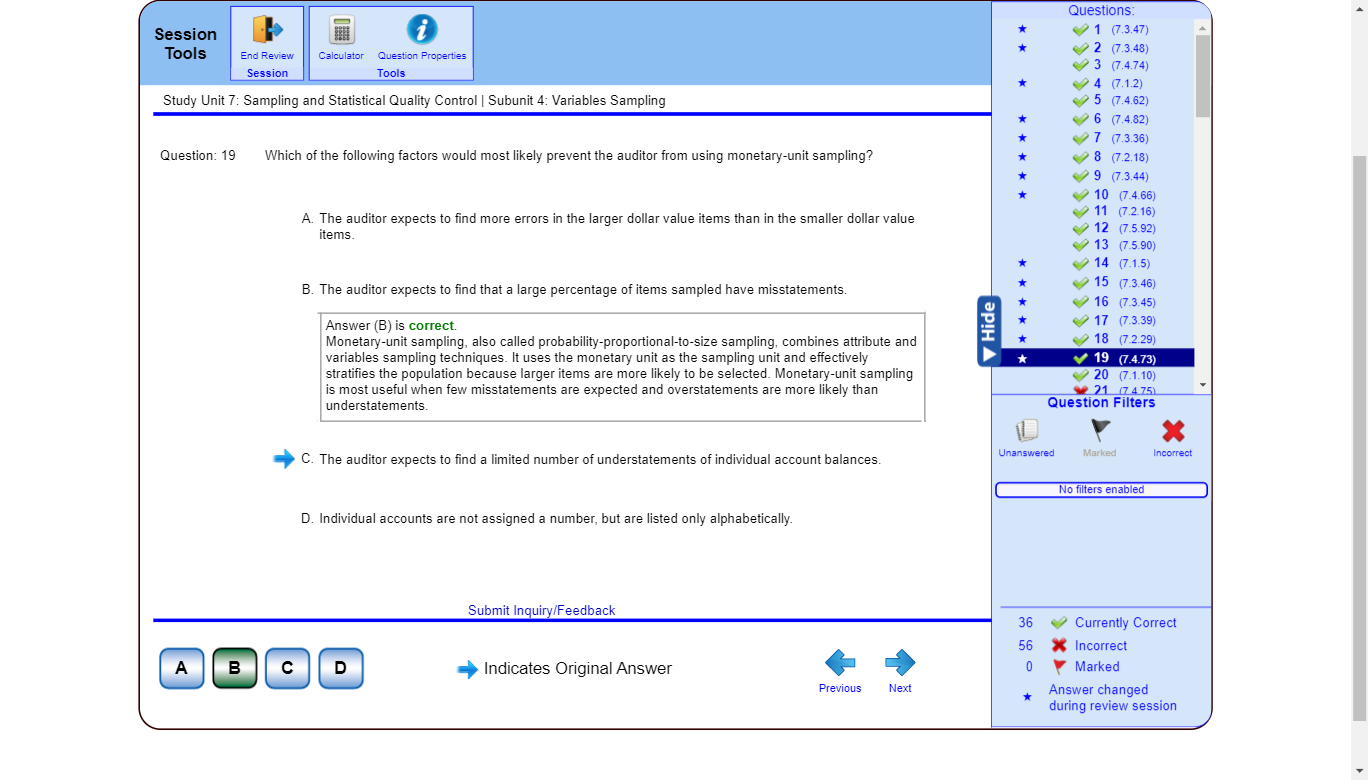 Session
Tools
End Review
Session
Calculator
Question Properties
Tools
Study Unit 7: Sampling and Statistical Quality Control | Subunit 4: Variables Sampling
Question: 19 Which of the following factors would most likely prevent the auditor from using monetary-unit sampling?
A. The auditor expects to find more errors in the larger dollar value items than in the smaller dollar value
items.
B. The auditor expects to find that a large percentage of items sampled have misstatements.
Answer (B) is correct.
Monetary-unit sampling, also called probability-proportional-to-size sampling, combines attribute and
variables sampling techniques. It uses the monetary unit as the sampling unit and effectively
stratifies the population because larger items are more likely to be selected. Monetary-unit sampling
is most useful when few misstatements are expected and overstatements are more likely than
understatements.
C. The auditor expects to find a limited number of understatements of individual account balances.
D. Individual accounts are not assigned a number, but are listed only alphabetically.
Submit Inquiry/Feedback
A B C D
Indicates Original Answer
Previous
Next
Hide
Questions:
1 (7.3.47)
2 (7.3.48)
3 (7.4.74)
4 (7.1.2)
5 (7.4.62)
6 (7.4.82)
7 (7.3.36)
8 (7.2.18)
9 (7.3.44)
10 (7.4.66)
11 (7.2.16)
12 (7.5.92)
13 (7.5.90)
14 (7.1.5)
15 (7.3.46)
16 (7.3.45)
17 (7.3.39)
18 (7.2.29)
19 (7.4.73)
20 (7.1.10)
21 (7.4.75)
Question Filters
Unanswered
Marked
Incorrect
No filters enabled
36 Currently Correct
56 Incorrect
0 Marked
Answer changed
during review session